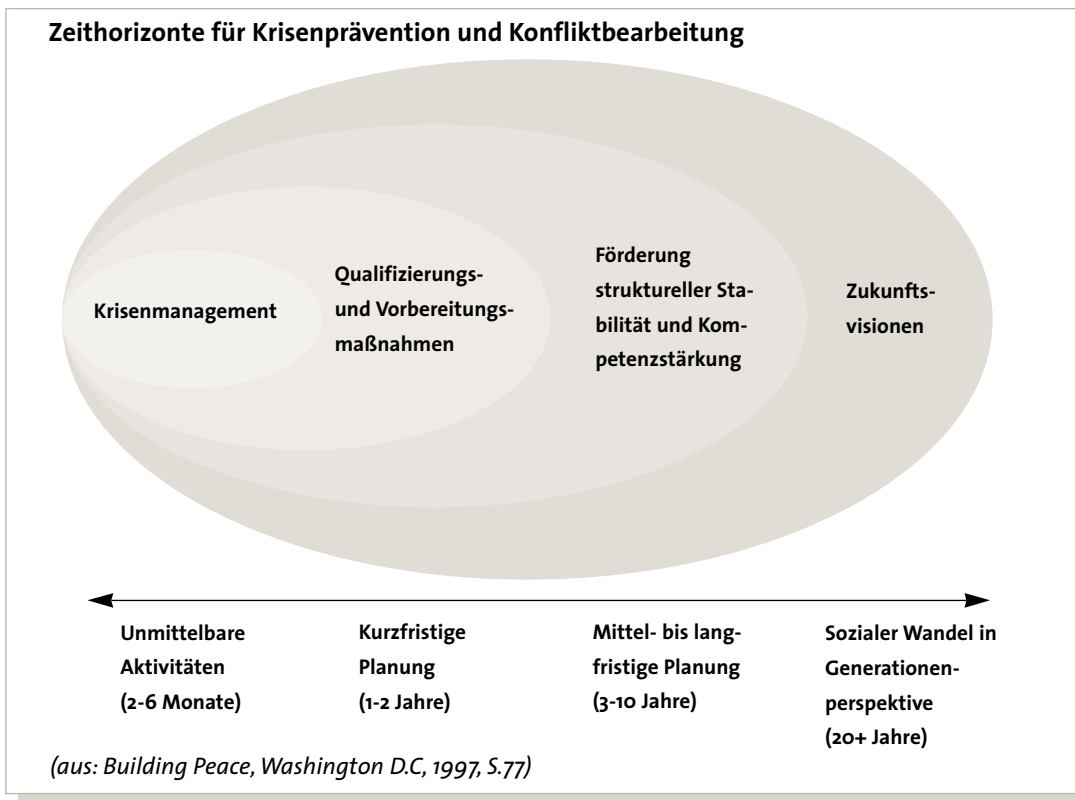 Zeithorizonte für Krisenprävention und Konfliktbearbeitung
Krisenmanagement
Qualifizierungs-
und Vorbereitungs-
maßnahmen
Förderung
struktureller Sta-
bilität und Kom-
petenzstärkung
Zukunfts-
visionen
Unmittelbare
Aktivitäten
(2-6 Monate)
Kurzfristige
Planung
(1-2 Jahre)
Mittel- bis lang-
fristige Planung
(3-10 Jahre)
Sozialer Wandel in
Generationen-
perspektive
(20+ Jahre)
(aus: Building Peace, Washington D.C, 1997, S.77)